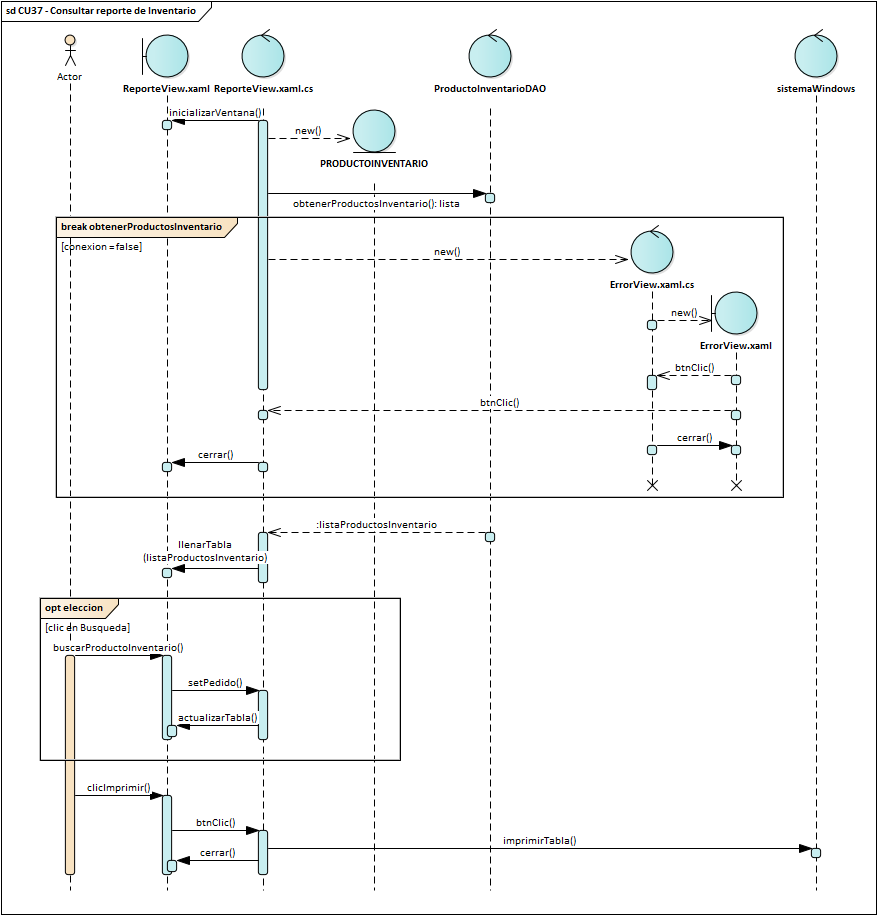 sd CU37 - Consultar reporte de Inventario
Actor
ReporteView.xaml
ReporteView.xaml.cs
ProductoInventarioDAO
sistemaWindows
inicializarVentana()
new()
PRODUCTOINVENTARIO
obtenerProductosInventario(): lista
break obtenerProductosInventario
[conexion = false]
new()
ErrorView.xaml.cs
new()
ErrorView.xaml
btnClic()
btnClic()
cerrar()
cerrar()
:listaProductosInventario
llenarTabla
(listaProductosInventario)
opt eleccion
[clic en Busqueda]
buscarProductoInventario()
setPedido()
actualizarTabla()
clicImprimir()
btnClic()
imprimirTabla()
cerrar()